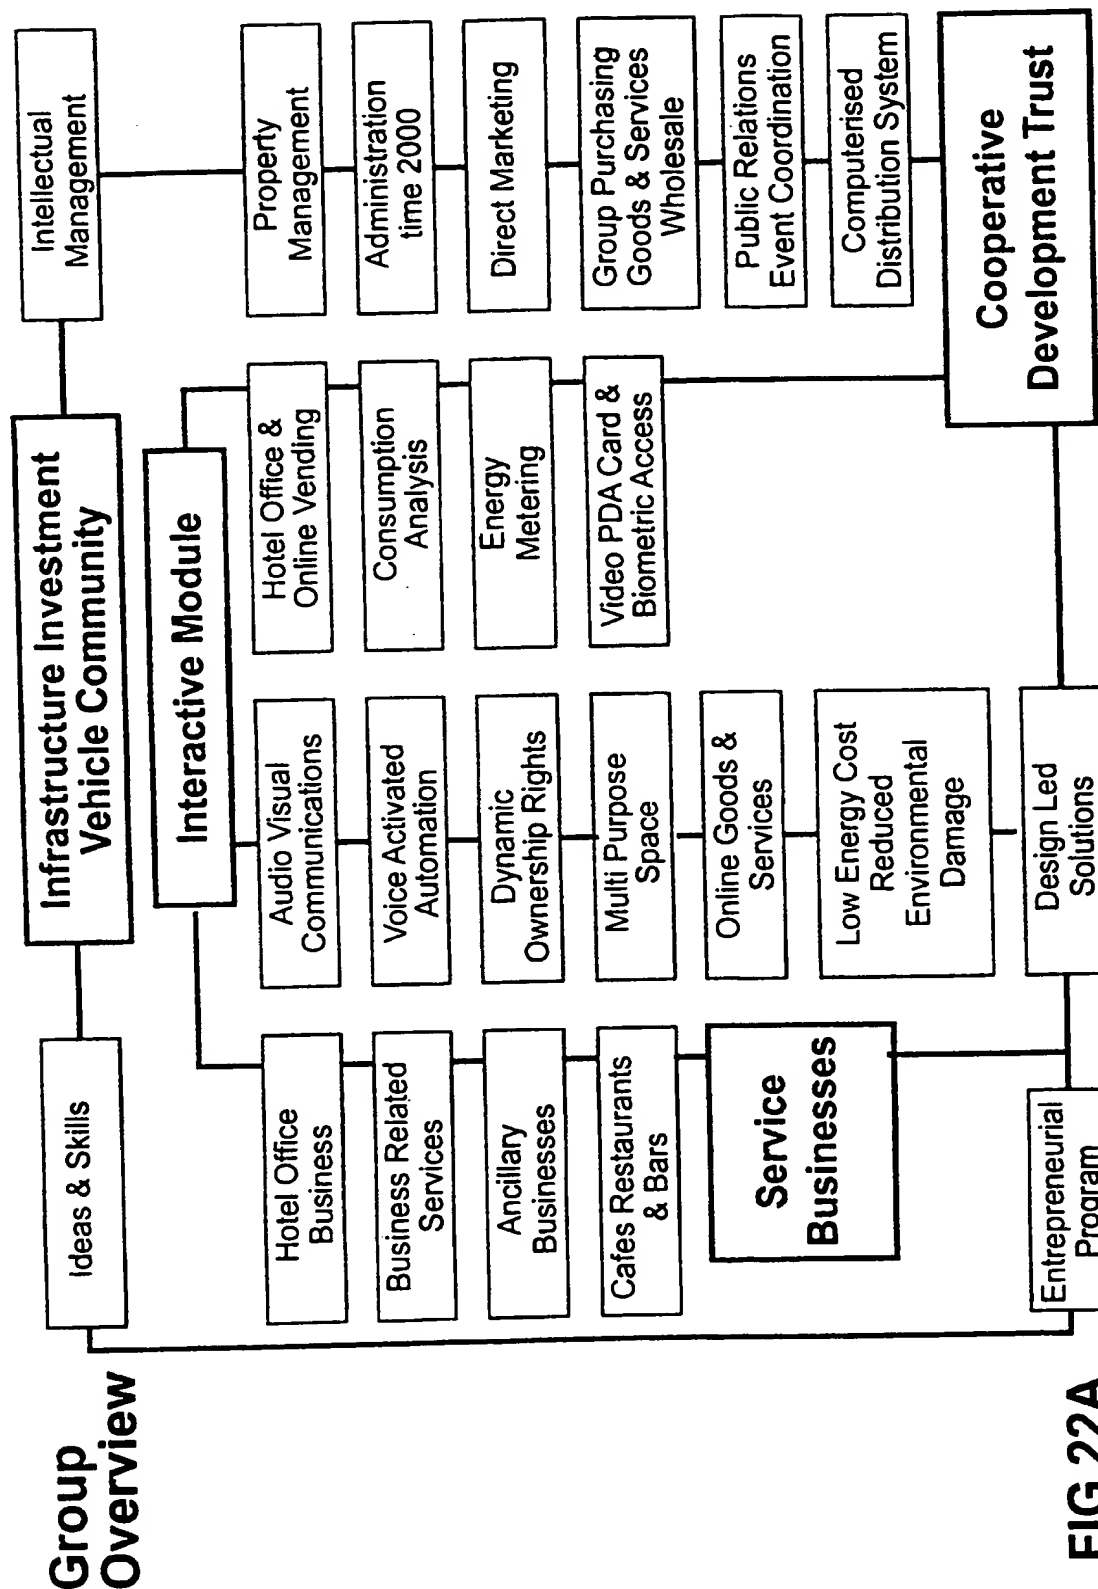 Group
Overview
Ideas & Skills
Infrastructure Investment
Vehicle Community
Intellectual
Management
Interactive Module
Hotel Office
Business
Business Related
Services
Ancillary
Businesses
Cafes Restaurants
& Bars
Service
Businesses
Audio Visual
Communications
Voice Activated
Automation
Dynamic
Ownership Rights
Multi Purpose
Space
Online Goods &
Services
Low Energy Cost
Reduced
Environmental
Damage
Hotel Office &
Online Vending
Consumption
Analysis
Energy
Metering
Video PDA Card &
Biometric Access
Property
Management
Administration
time 2000
Direct Marketing
Group Purchasing
Goods & Services
Wholesale
Public Relations
Event Coordination
Computerised
Distribution System
Entrepreneurial
Program
Design Led
Solutions
Cooperative
Development Trust
FIG 22A